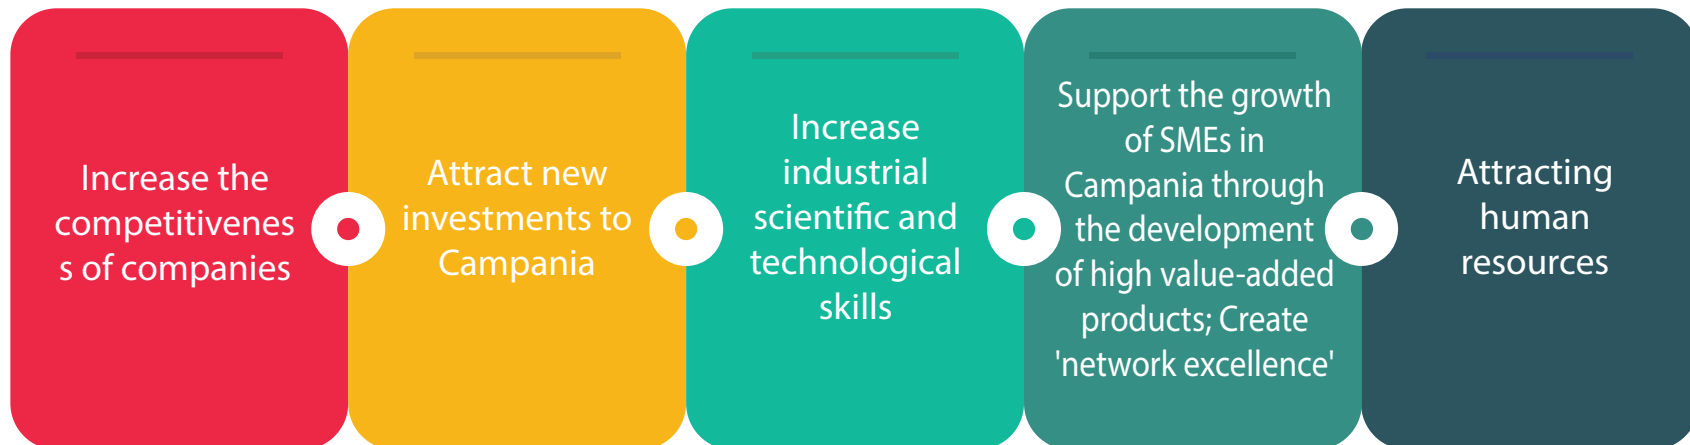 Increase the
competitivenes
s of companies
Attract new
investments to
Campania
Increase
industrial
scientific and
technological
skills
Support the growth
of SMEs in
Campania through
the development
of high value-added
products; Create
'network excellence'
Attracting
human
resources